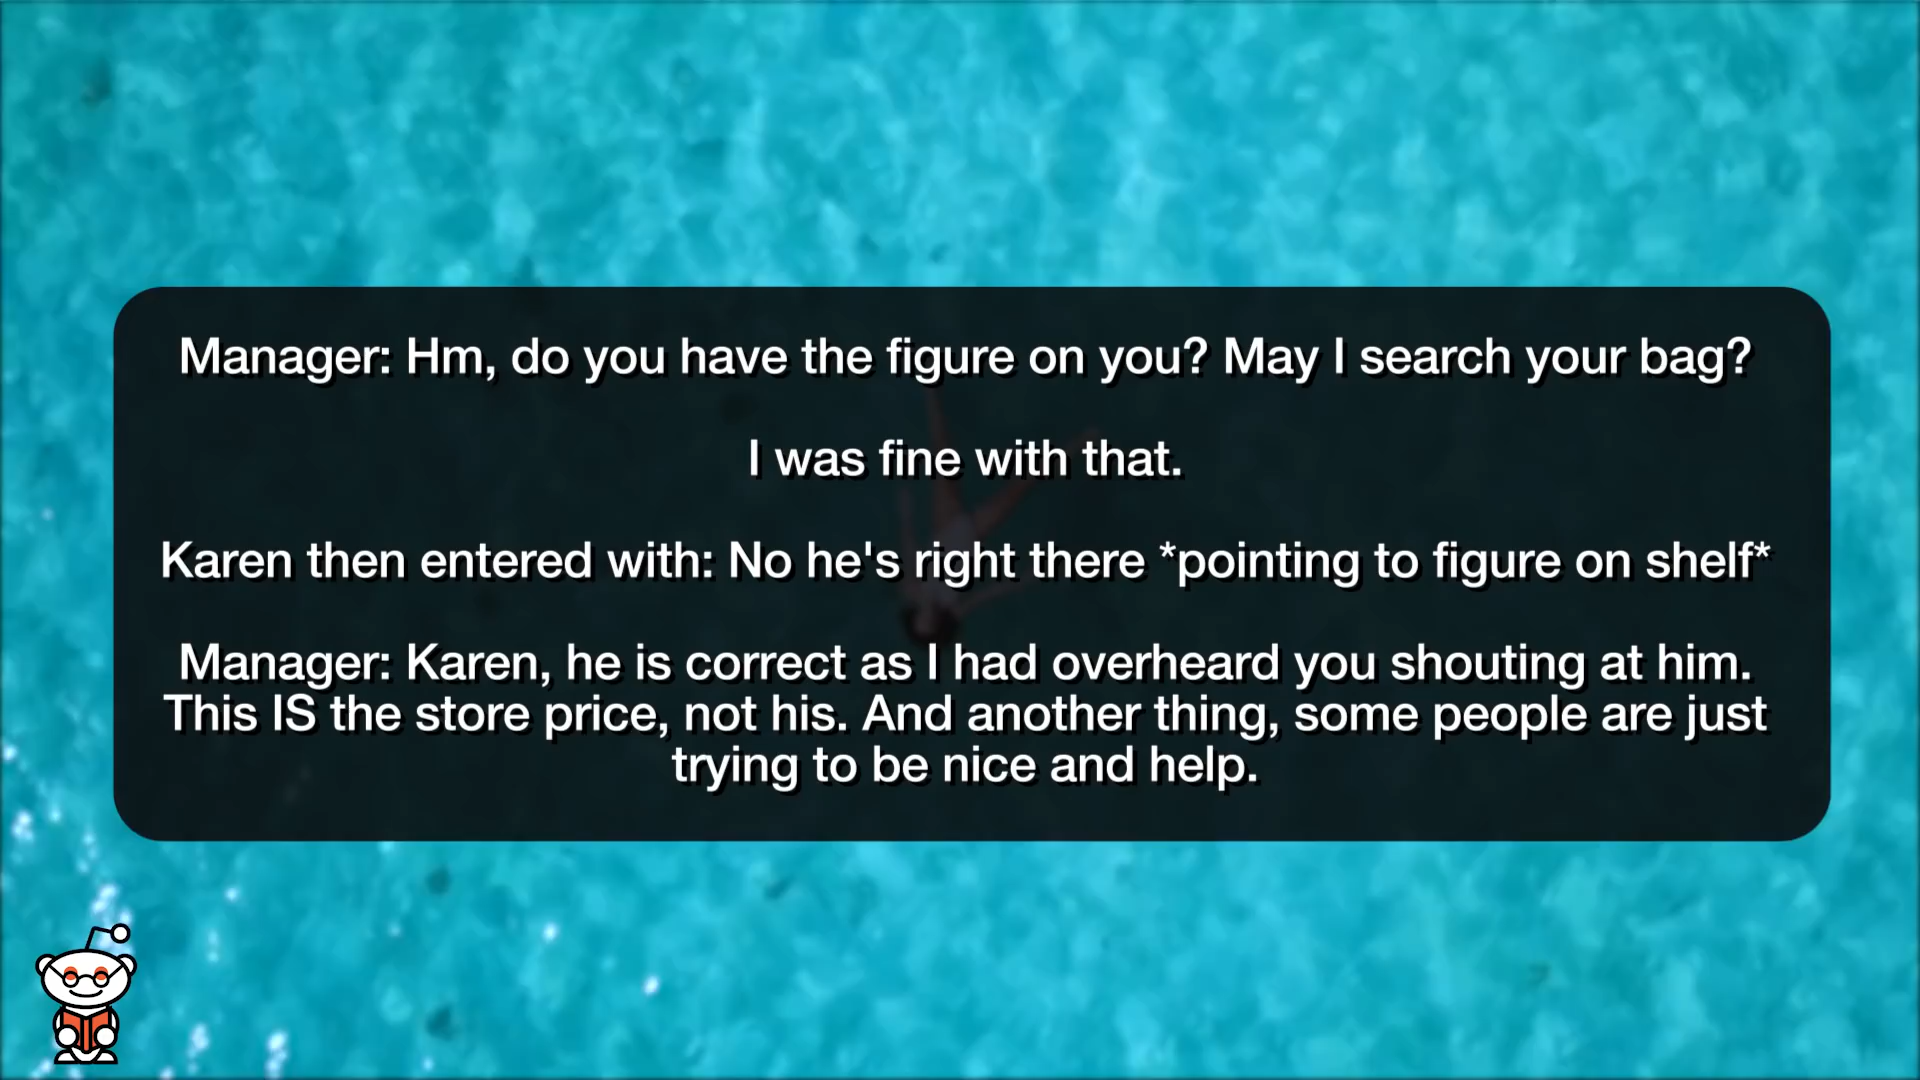 Manager: Hm, do you have the figure on you? May I search your bag?
I was fine with that.
Karen then entered with: No he's right there *pointing to figure on shelf*
Manager: Karen, he is correct as I had overheard you shouting at him.
This IS the store price, not his. And another thing, some people are just
trying to be nice and help.